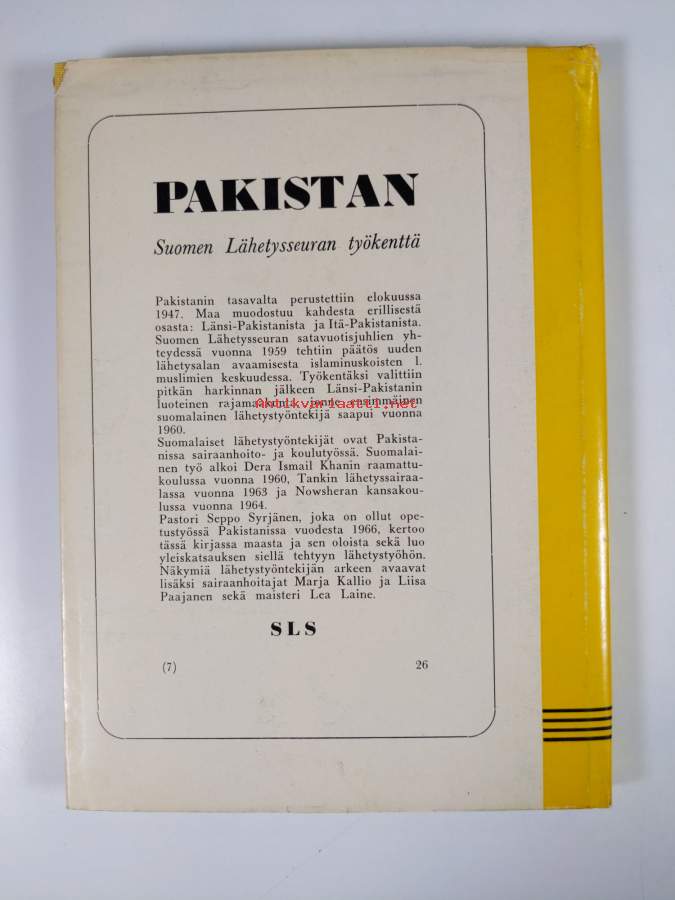 PAKISTAN
Suomen Lähetysseuran työkenttä
Pakistanin tasavalta perustettiin elokuussa
1947. Maa muodostuu kahdesta erillisestä
osasta: Länsi-Pakistanista ja Itä-Pakistanista.
Suomen Lähetysseuran satavuotisjuhlien yh-
teydessä vuonna 1959 tehtiin päätös uuden
lähetysalan avaamisesta islaminuskoisten l.
muslimien keskuudessa. Työkentäksi valittiin
pitkän harkinnan jälkeen Länsi-Pakistanin
luoteinen rajamaakunta, jonne ensimmäinen
Antikvariaatti.net
suomalainen lähetystyöntekijä saapui vuonna
1960.
Suomalaiset lähetystyöntekijät ovat Pakista-
nissa sairaanhoito- ja koulutyössä. Suomalai-
nen työ alkoi Dera Ismail Khanin raamattu-
koulussa vuonna 1960, Tankin lähetyssairaa-
lassa vuonna 1963 ja Nowsheran kansakou-
lussa vuonna 1964.
Pastori Seppo Syrjänen, joka on ollut ope-
tustyössä Pakistanissa vuodesta 1966, kertoo
tässä kirjassa maasta ja sen oloista sekä luo
yleiskatsauksen siellä tehtyyn lähetystyöhön.
Näkymiä lähetystyöntekijän arkeen avaavat
lisäksi sairaanhoitajat Marja Kallio ja Liisa
Paajanen sekä maisteri Lea Laine.
SLS
(7) 26